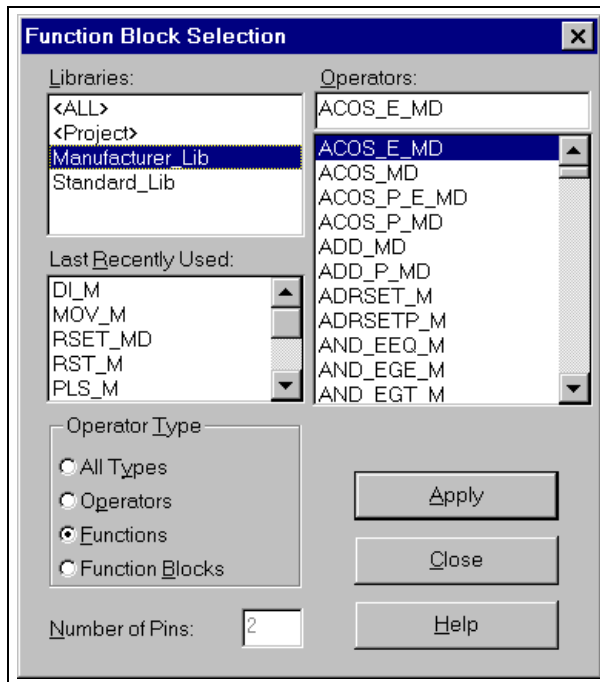 Function Block Selection
Libraries:
<ALL>
<Project>
Manufacturer_Lib
Standard_Lib
Last Recently Used:
DI_M
MOV_M
RSET_MD
RST_M
PLS_M
Operators:
ACOS_E_MD
ACOS_E_MD
ACOS_MD
ACOS_P_E_MD
ACOS_P_MD
ADD_MD
ADD_P_MD
ADRSET_M
ADRSETP_M
AND_EEQ_M
AND_EGE_M
AND_EGT_M
Operator Type
All Types
Operators
Functions
Function Blocks
Number of Pins: 2
Apply
Close
Help